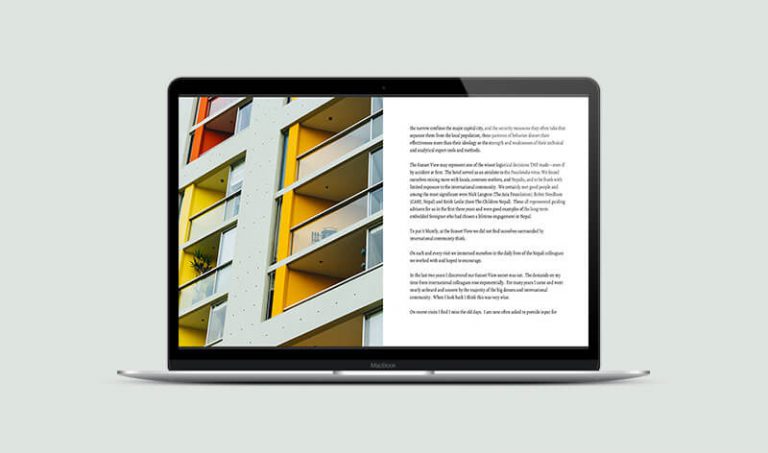 the narrow confines the major capital city, and the security measures they often take that
separate them from the local population, these patterns of behavior dissect their
effectiveness more than their ideology as the strength and weaknesses of their technical
and analytical expert tools and methods.
The Sunset View may represent one of the wisest logistical decisions TNF made—even if
by accident at first. The hotel served us an antidote to the Paschendra virus. We found
ourselves mixing more with locals, common workers, and Nepalis, and to be frank with
limited exposure to the international community. We certainly met good people and
among the most significant were Nick Langton (The Asia Foundation), Robin Needham
(CARE, Nepal) and Keith Leslie (Save The Children Nepal). These all represented guiding
advisors for us in the first three years and were good examples of the long-term
embedded foreigner who had chosen a lifetime engagement in Nepal.
To put it bluntly, at the Sunset View we did not find ourselves surrounded by
international community think.
On each and every visit we immersed ourselves in the daily lives of the Nepali colleagues
we worked with and hoped to encourage.
In the last two years I discovered our Sunset View secret was out. The demands on my
time from international colleagues rose exponentially. For many years I came and went
nearly unheard and unseen by the majority of the big donors and international
community. When I look back I think this was very wise.
On recent visits I find I miss the old days. I am now often asked to provide input for
MacBook